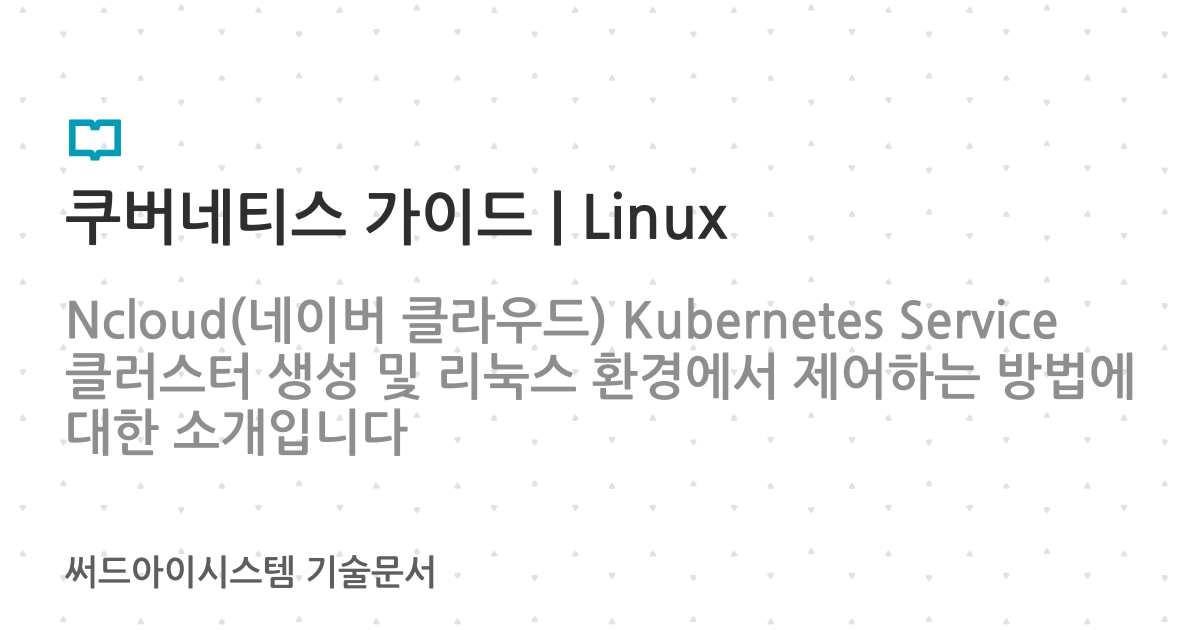 쿠버네티스 가이드 | Linux
Ncloud(네이버 클라우드) Kubernetes Service
클러스터 생성 및 리눅스 환경에서 제어하는 방법에
대한 소개입니다
써드아이시스템 기술문서